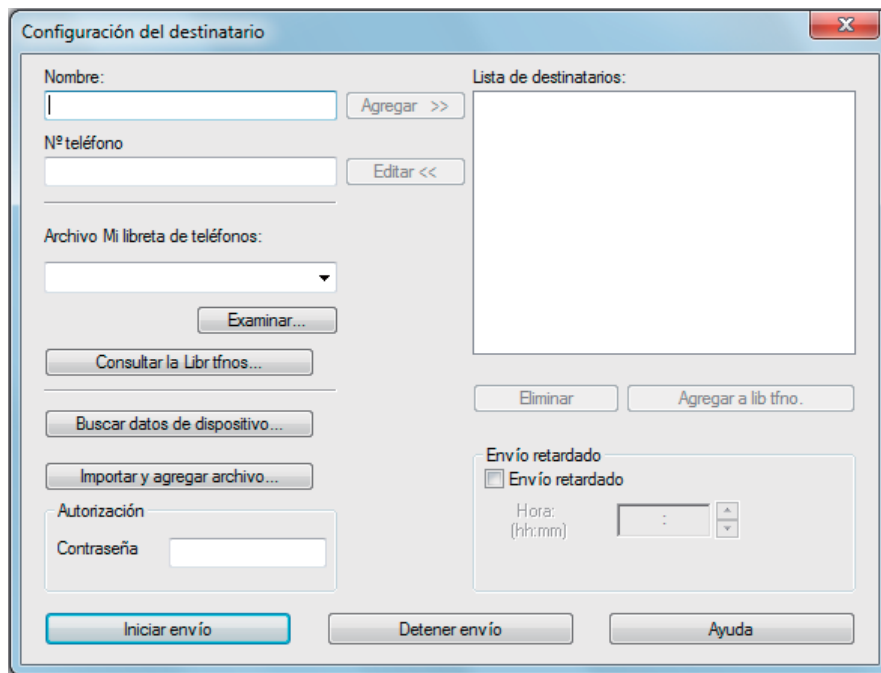 Configuración del destinatario
Nombre:
Agregar >>
Nº teléfono
Editar <<
Archivo Mi libreta de teléfonos:
Examinar...
Consultar la Libr tfnos...
Buscar datos de dispositivo...
Importar y agregar archivo...
Autorización
Contraseña
Lista de destinatarios:
Eliminar
Agregar a lib tfno.
Envío retardado
Envío retardado
Hora:
(hh:mm)
:
Iniciar envío
Detener envío
Ayuda